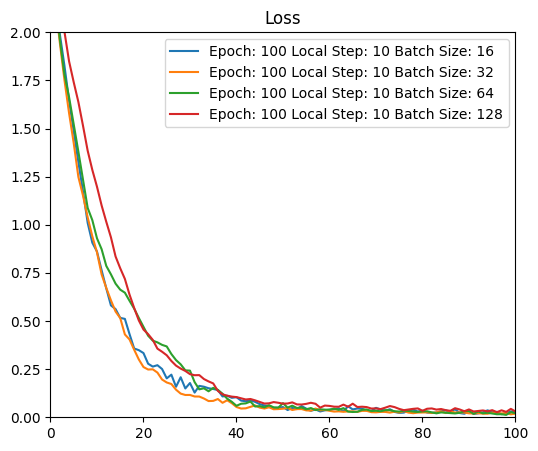 Loss
2.00
1.75
1.50
1.25
1.00
0.75
0.50
0.25
0.00
Epoch: 100 Local Step: 10 Batch Size: 16
Epoch: 100 Local Step: 10 Batch Size: 32
Epoch: 100 Local Step: 10 Batch Size: 64
Epoch: 100 Local Step: 10 Batch Size: 128
0 20 40 60 80 100